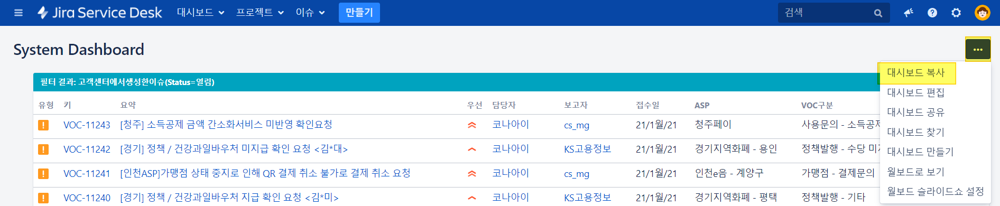 Jira Service Desk 대시보드 프로젝트 이슈 만들기 검색
System Dashboard
필터 결과: 고객센터에서생성한이슈(Status=열림)
유형 키 요약 우선 담당자 보고자 접수일 ASP VOC구분
VOC-11243 [청주] 소득공제 금액 간소화서비스 미반영 확인요청 코나아이 cs_mg 21/1월/21 청주페이 사용문의 - 소득공제
VOC-11242 [경기] 정책 / 건강과일바우처 미지급 확인 요청 <김*대> 코나아이 KS고용정보 21/1월/21 경기지역화폐 - 용인 정책발행 - 수당 미지
VOC-11241 [인천ASP]가맹점 상태 중지로 인해 QR 결제 취소 불가로 결제 취소 요청 코나아이 cs_mg 21/1월/21 인천e음 - 계양구 가맹점 - 결제문의
VOC-11240 [경기] 정책 / 건강과일바우처 지급 확인 요청 <김*미> 코나아이 KS고용정보 21/1월/21 경기지역화폐 - 평택 정책발행 - 기타
대시보드 복사
대시보드 편집
대시보드 공유
대시보드 찾기
대시보드 만들기
월보드로 보기
월보드 슬라이드쇼 설정